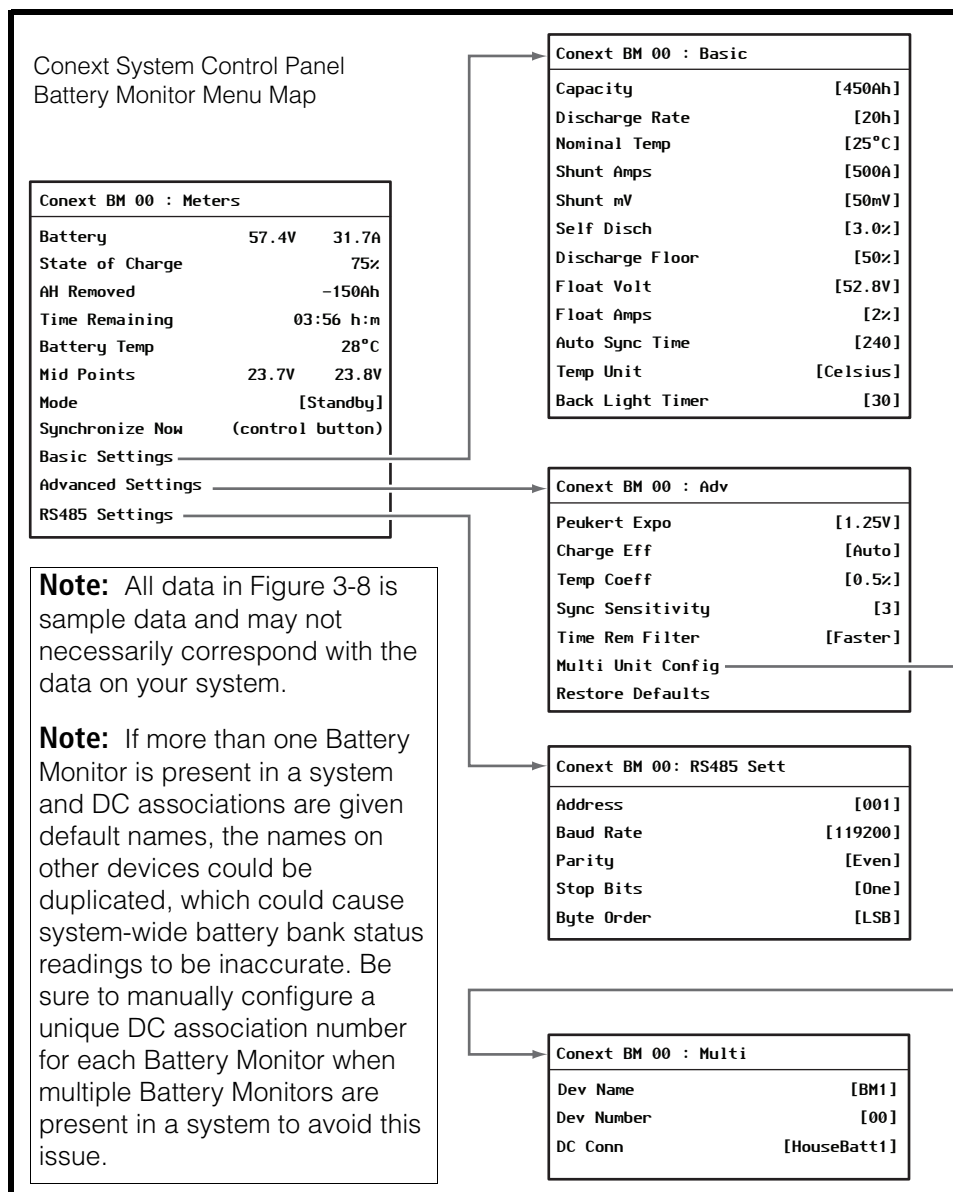 Conext System Control Panel
Battery Monitor Menu Map
Conext BM 00 : Meters
Battery 57.4V 31.7A
State of Charge 75%
AH Removed -150Ah
Time Remaining 03:56 h:m
Battery Temp 28°C
Mid Points 23.7V 23.8V
Mode [Standby]
Synchronize Now (control button)
Basic Settings
Advanced Settings
RS485 Settings
Note: All data in Figure 3-8 is
sample data and may not
necessarily correspond with the
data on your system.
Note: If more than one Battery
Monitor is present in a system
and DC associations are given
default names, the names on
other devices could be
duplicated, which could cause
system-wide battery bank status
readings to be inaccurate. Be
sure to manually configure a
unique DC association number
for each Battery Monitor when
multiple Battery Monitors are
present in a system to avoid this
issue.
Conext BM 00 : Basic
Capacity [450Ah]
Discharge Rate [20h]
Nominal Temp [25°C]
Shunt Amps [500A]
Shunt mV [50mV]
Self Disch [3.0%]
Discharge Floor [50%]
Float Volt [52.8V]
Float Amps [2%]
Auto Sync Time [240]
Temp Unit [Celsius]
Back Light Timer [30]
Conext BM 00 : Adv
Peukert Expo [1.25V]
Charge Eff [Auto]
Temp Coeff [0.5%]
Sync Sensitivity [3]
Time Rem Filter [Faster]
Multi Unit Config
Restore Defaults
Conext BM 00: RS485 Sett
Address [001]
Baud Rate [119200]
Parity [Even]
Stop Bits [One]
Byte Order [LSB]
Conext BM 00 : Multi
Dev Name [BM1]
Dev Number [00]
DC Conn [HouseBatt1]